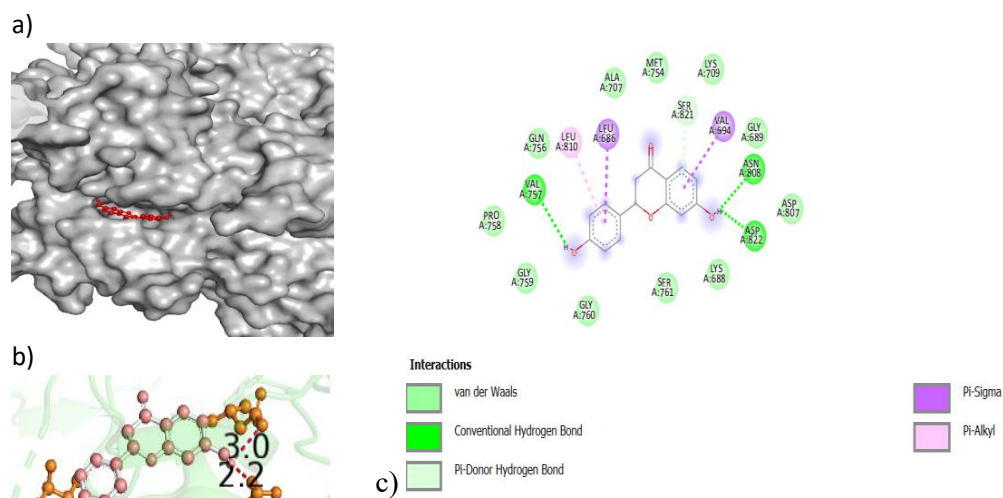 a)
ALA
A:707
MET
A:754
LYS
A:709
SER
A:821
VAL
A:694
GLY
A:689
GLN
A:756
LEU
A:810
LEU
A:686
ASN
A:808
VAL
A:757
PRO
A:758
ASP
A:807
ASP
A:822
GLY
A:759
GLY
A:760
SER
A:761
LYS
A:688
O
H
O
O
O
H
b)
3.0
2.2
c)
Interactions
van der Waals
Conventional Hydrogen Bond
Pi-Donor Hydrogen Bond
Pi-Sigma
Pi-Alkyl